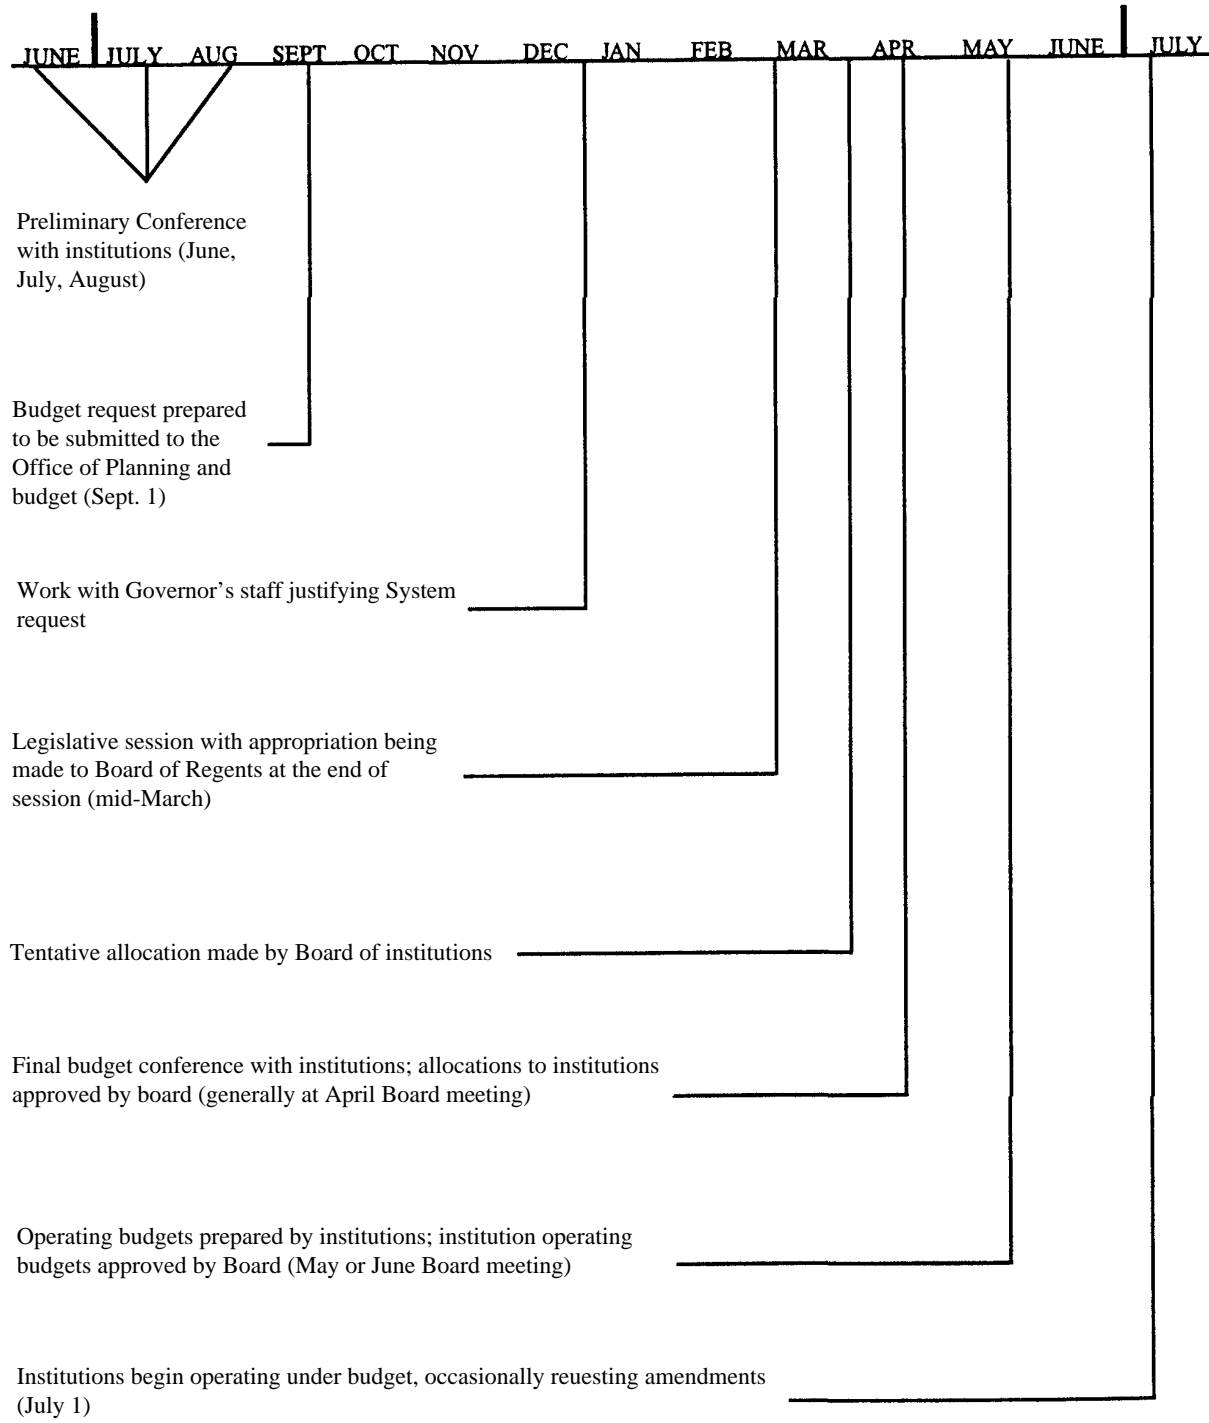 JUNE JULY AUG SEPT OCT NOV DEC JAN FEB MAR APR MAY JUNE JULY
Preliminary Conference
with institutions (June,
July, August)
Budget request prepared
to be submitted to the
Office of Planning and
budget (Sept. 1)
Work with Governor’s staff justifying System
request
Legislative session with appropriation being
made to Board of Regents at the end of
session (mid-March)
Tentative allocation made by Board of institutions
Final budget conference with institutions; allocations to institutions
approved by board (generally at April Board meeting)
Operating budgets prepared by institutions; institution operating
budgets approved by Board (May or June Board meeting)
Institutions begin operating under budget, occasionally reuesting amendments
(July 1)